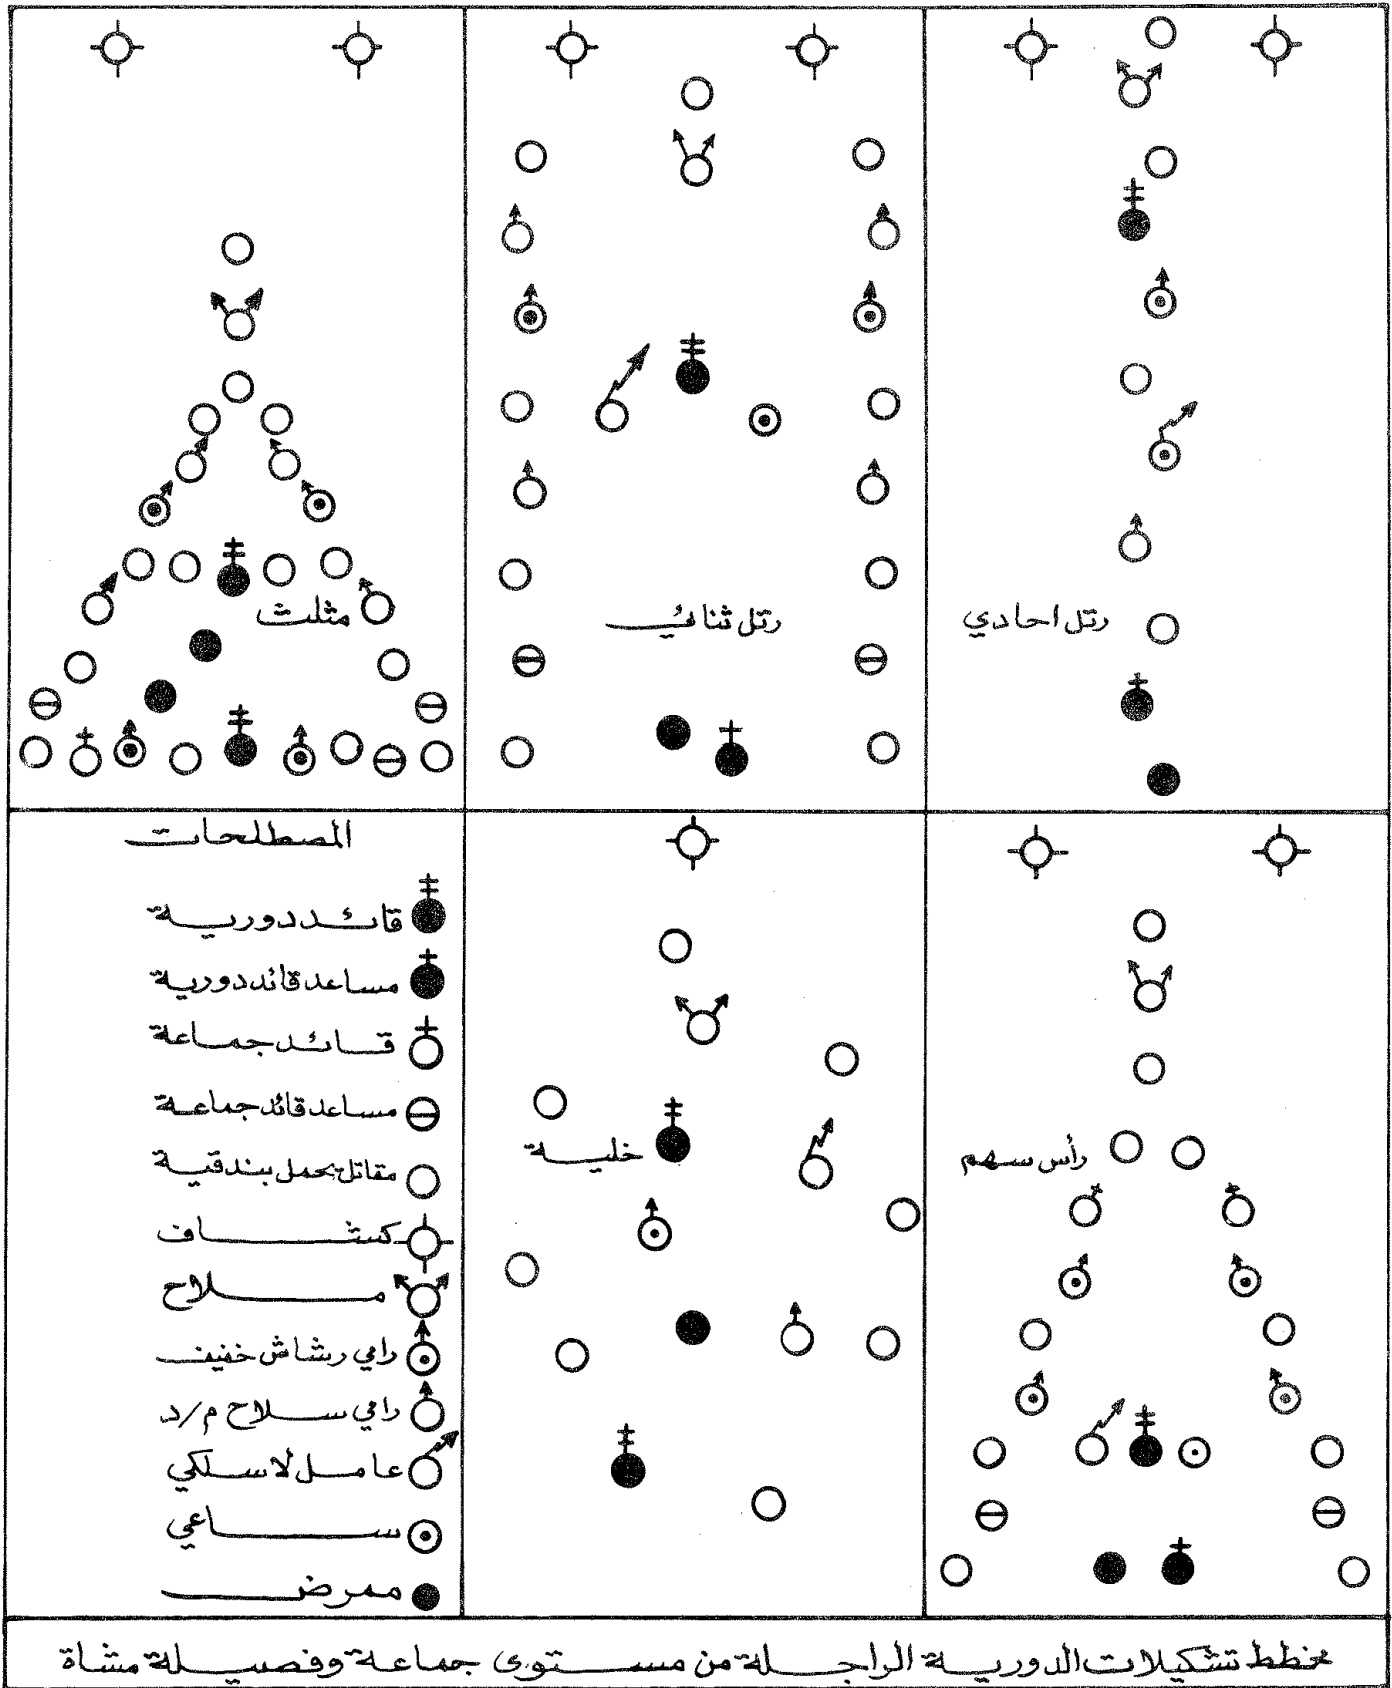 رتل احادي
رتل ثنائي
مثلث
رأس سهم
خلية
المصطلحات
قائد دورية
مساعد قائد دورية
قائد جماعة
مساعد قائد جماعة
مقاتل يحمل بندقية
كشاف
ملاح
رامي رشاش خفيف
رامي سلاح م/د
عامل لاسلكي
ساعي
ممرض
مخطط تشكيلات الدورية الراجلة من مستوى جماعة وفصيلة مشاة